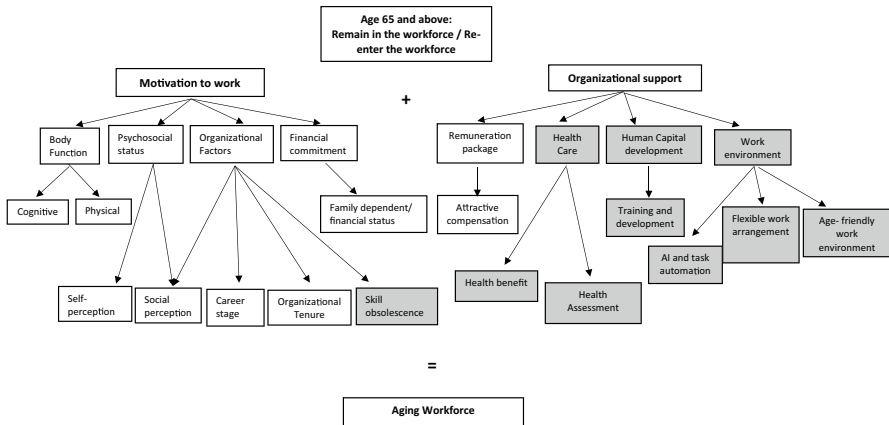 Age 65 and above:
Remain in the workforce / Re-
enter the workforce
Motivation to work
+
Organizational support
Body
Function
Psychosocial
status
Organizational
Factors
Financial
commitment
Remuneration
package
Health
Care
Human Capital
development
Work
environment
Cognitive
Physical
Family dependent/
financial status
Attractive
compensation
Training and
development
Flexible work
arrangement
Age- friendly
work
environment
AI and task
automation
Self-
perception
Social
perception
Career
stage
Organizational
Tenure
Skill
obsolescence
Health benefit
Health
Assessment
=
Aging Workforce